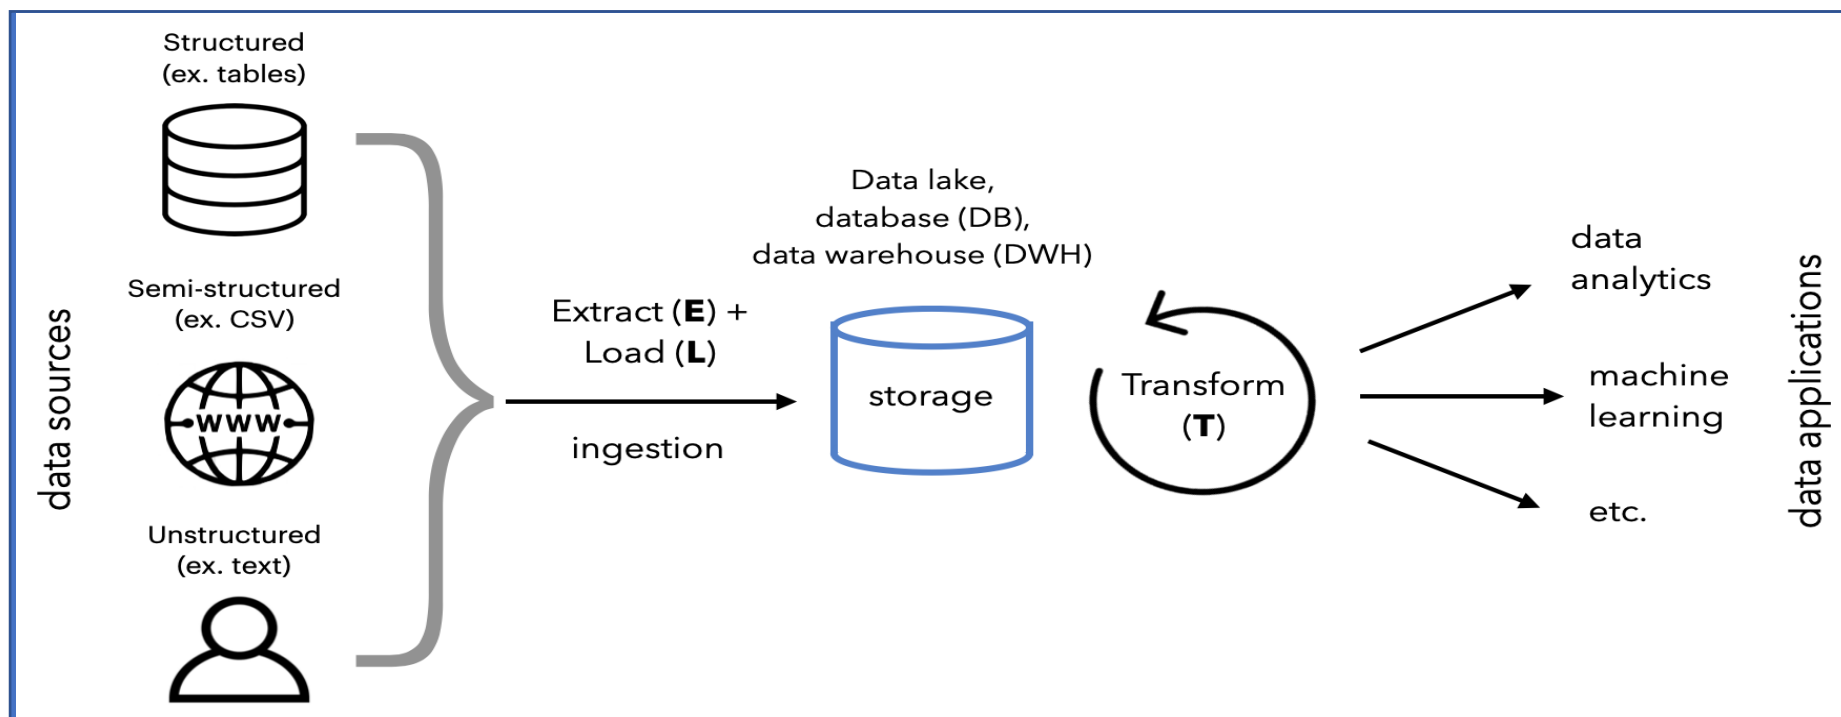 data sources
Structured
(ex. tables)
Semi-structured
(ex. CSV)
WWW
Unstructured
(ex. text)
Extract (E) +
Load (L)
ingestion
Data lake,
database (DB),
data warehouse (DWH)
storage
Transform
(T)
data
analytics
machine
learning
etc.
data applications